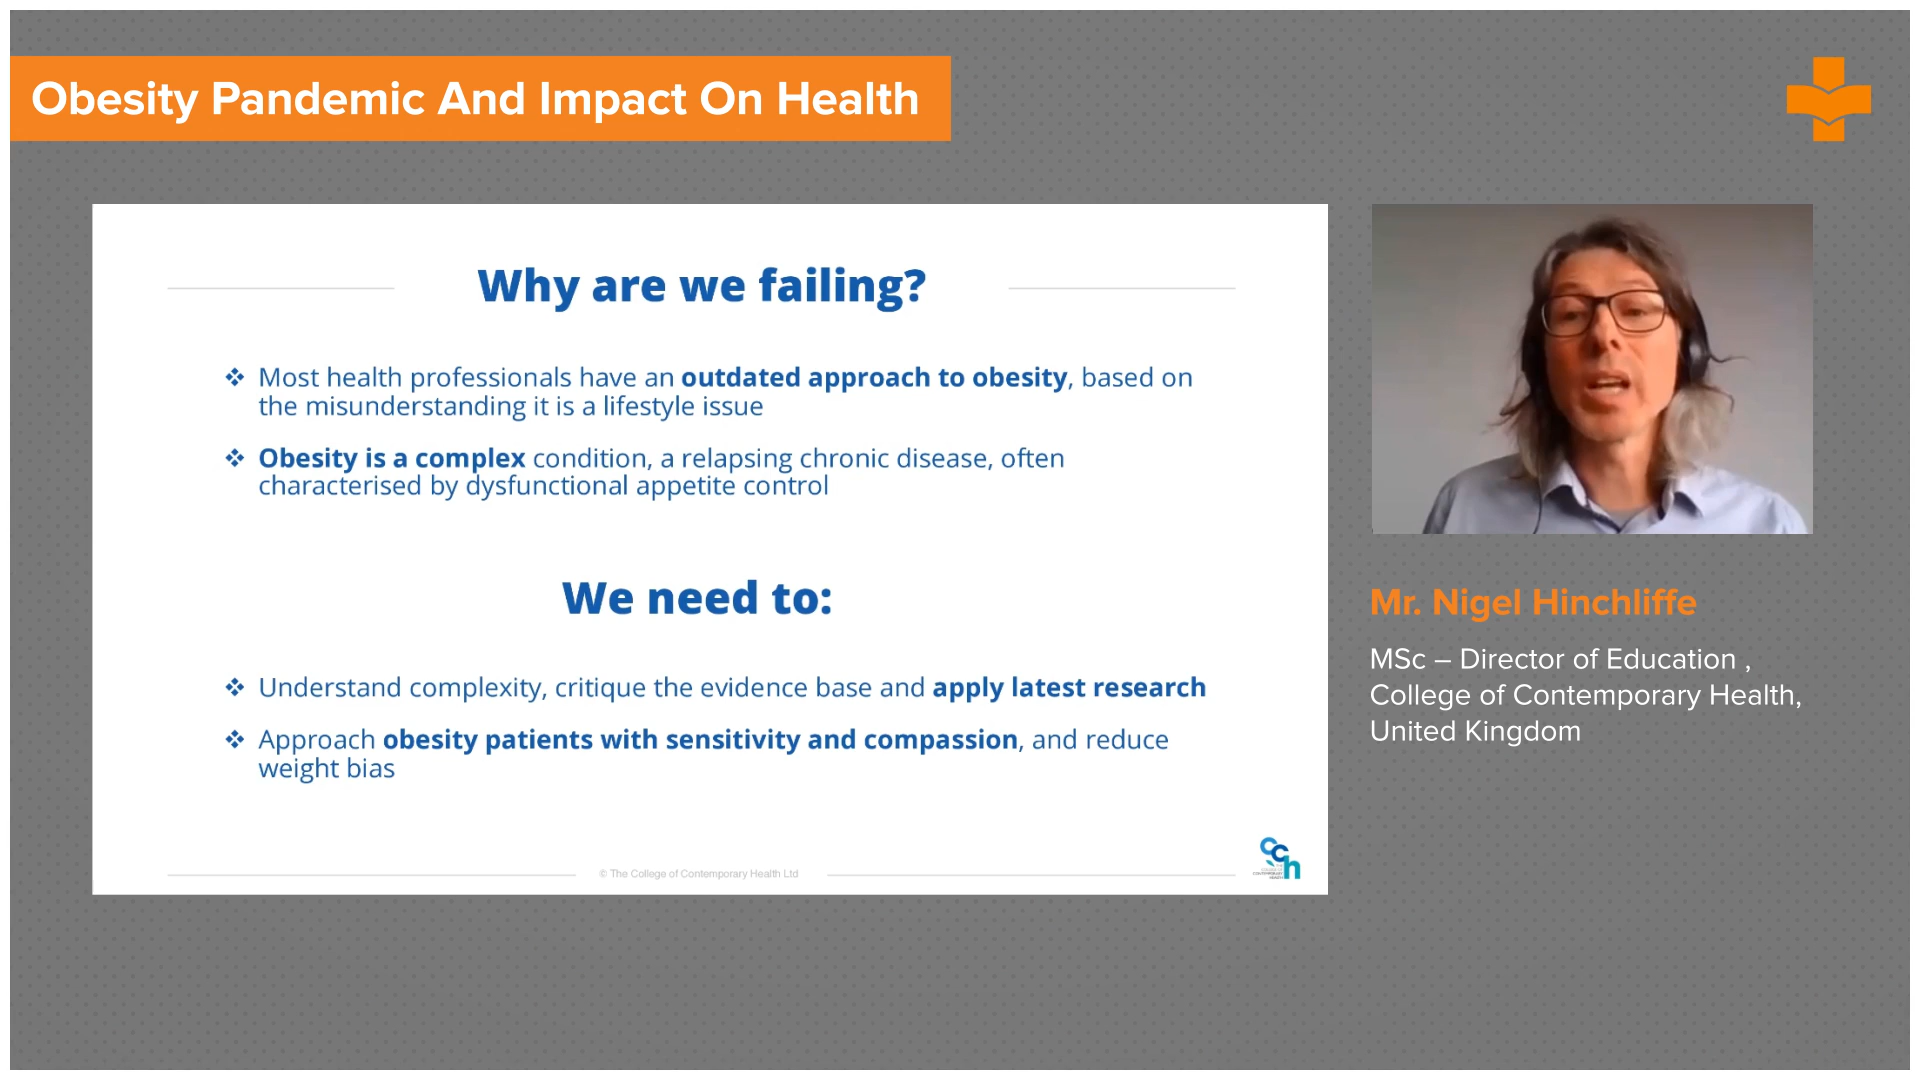 Obesity Pandemic And Impact On Health
Why are we failing?
❖ Most health professionals have an outdated approach to obesity, based on
the misunderstanding it is a lifestyle issue
❖ Obesity is a complex condition, a relapsing chronic disease, often
characterised by dysfunctional appetite control
We need to:
❖ Understand complexity, critique the evidence base and apply latest research
❖ Approach obesity patients with sensitivity and compassion, and reduce
weight bias
© The College of Contemporary Health Ltd
cch
Mr. Nigel Hinchliffe
MSc – Director of Education ,
College of Contemporary Health,
United Kingdom